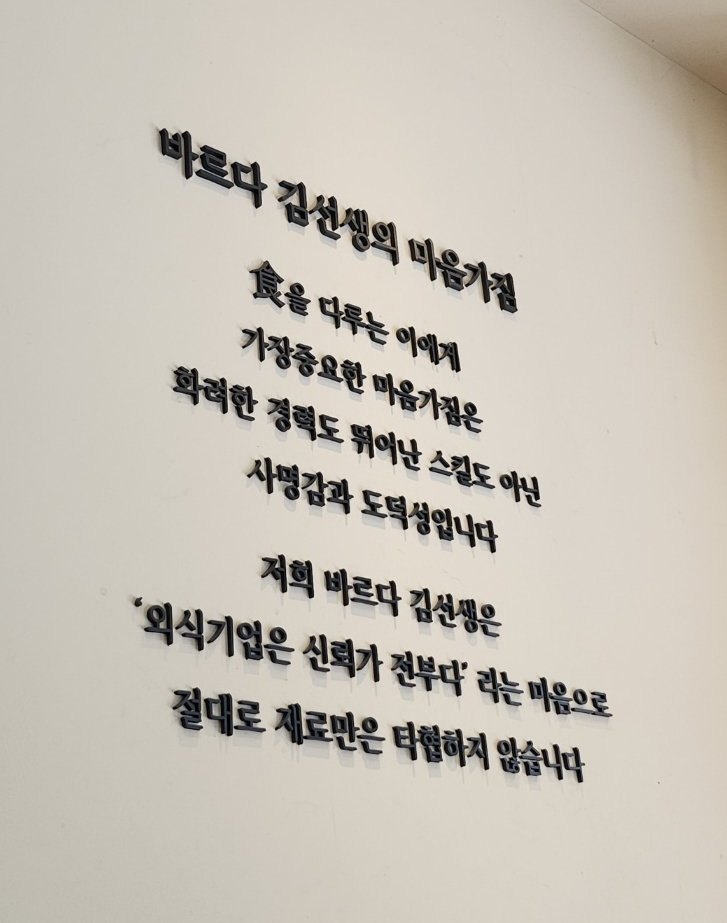 바르다 김선생의 마음가짐
食을 다루는 이에게
가장중요한 마음가짐은
화려한 경력도 뛰어난 스킬도 아닌
사명감과 도덕성입니다
저희 바르다 김선생은
‘외식기업은 신뢰가 전부다’ 라는 마음으로
절대로 재료만은 타협하지 않습니다